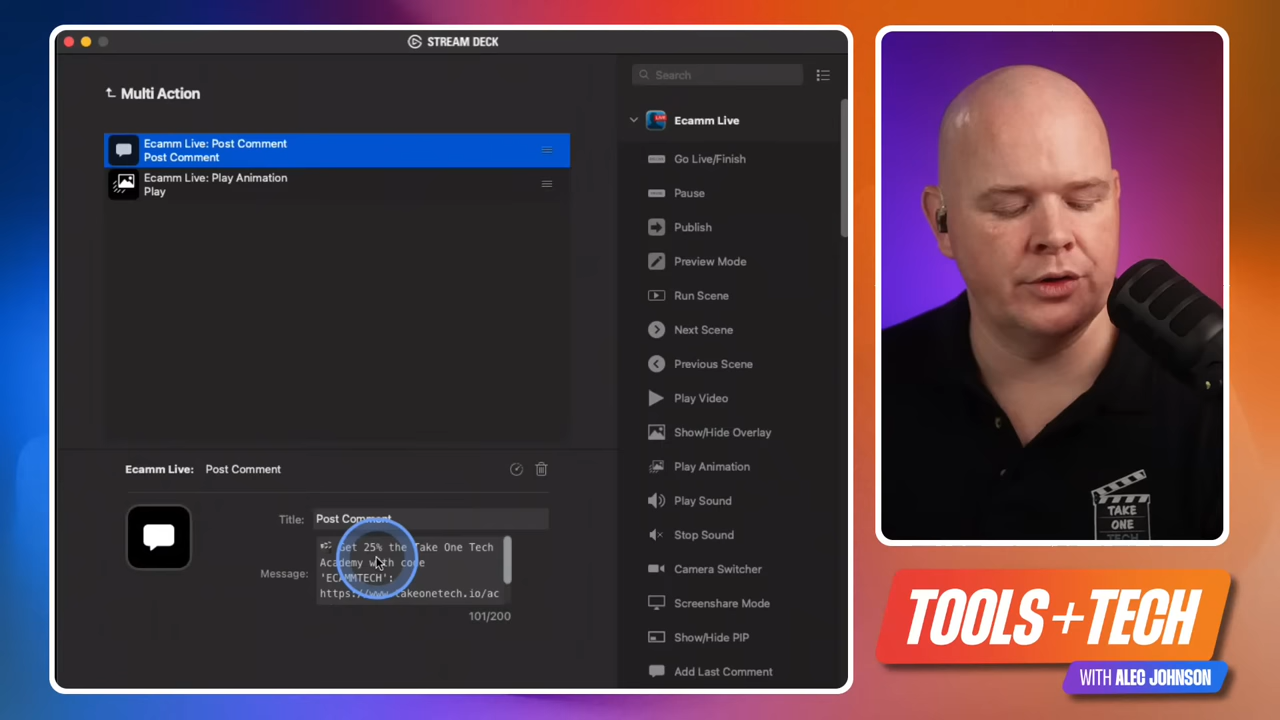 STREAM DECK
Multi Action
Ecamm Live: Post Comment
Post Comment
Ecamm Live: Play Animation
Play
Search
Ecamm Live
Go Live/Finish
Pause
Publish
Preview Mode
Run Scene
Next Scene
Previous Scene
Play Video
Show/Hide Overlay
Play Animation
Play Sound
Stop Sound
Camera Switcher
Screenshare Mode
Show/Hide PIP
Add Last Comment
Ecamm Live: Post Comment
Title: Post Comment
Message:
Get 25% the Take One Tech
Academy with code
'ECAMMTECH':
https://www.takeonetech.io/ac
101/200
TAKE
ONE
TECH
TOOLS+TECH
WITH ALEC JOHNSON